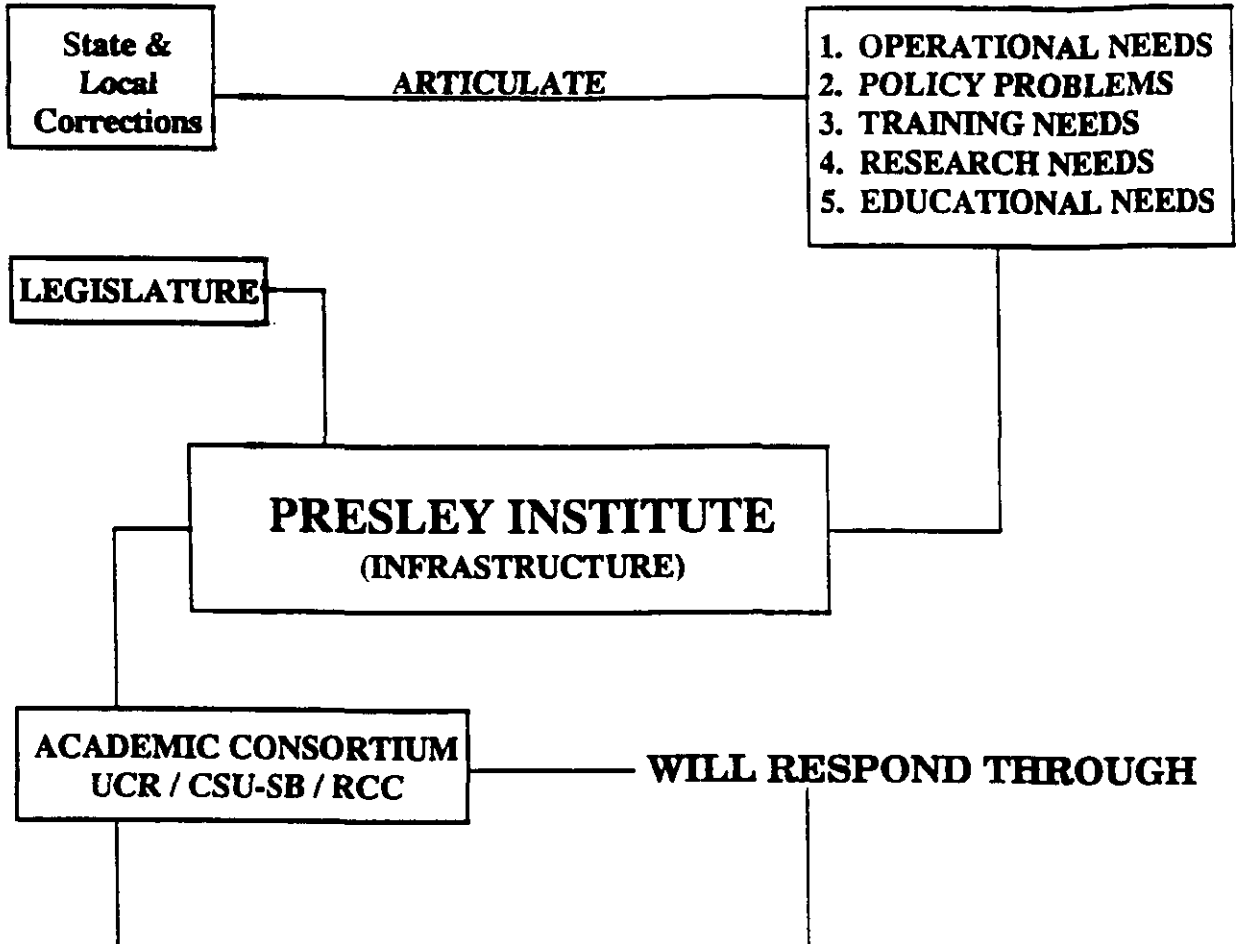 State &
Local
Corrections
ARTICULATE
1. OPERATIONAL NEEDS
2. POLICY PROBLEMS
3. TRAINING NEEDS
4. RESEARCH NEEDS
5. EDUCATIONAL NEEDS
LEGISLATURE
PRESLEY INSTITUTE
(INFRASTRUCTURE)
ACADEMIC CONSORTIUM
UCR / CSU-SB / RCC
WILL RESPOND THROUGH